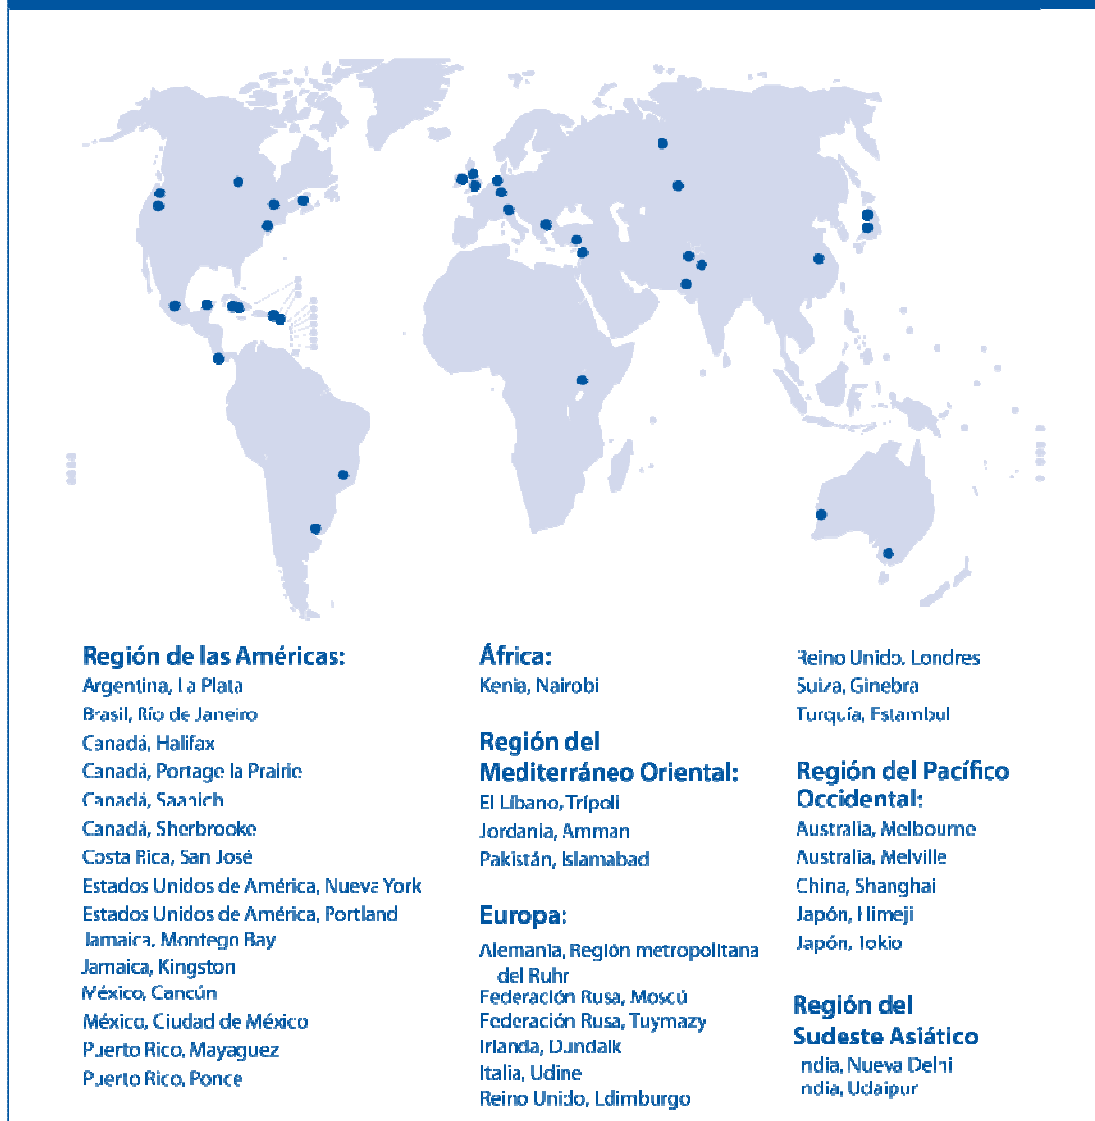 Región de las Américas:
Argentina, La Plata
Brasil, Río de Janeiro
Canadá, Halifax
Canadá, Portage la Prairie
Canadá, Saanich
Canadá, Sherbrooke
Costa Rica, San José
Estados Unidos de América, Nueva York
Estados Unidos de América, Portland
Jamaica, Montego Bay
Jamaica, Kingston
México, Cancún
México, Ciudad de México
Puerto Rico, Mayaguez
Puerto Rico, Ponce
África:
Kenia, Nairobi
Región del
Mediterráneo Oriental:
El Líbano, Trípoli
Jordania, Amman
Pakistán, Islamabad
Europa:
Alemania, Región metropolitana
del Ruhr
Federación Rusa, Moscú
Federación Rusa, Tuymazy
Irlanda, Dundalk
Italia, Udine
Reino Unido, Edimburgo
Reino Unido, Londres
Suiza, Ginebra
Turquía, Estambul
Región del Pacífico
Occidental:
Australia, Melbourne
Australia, Melville
China, Shanghai
Japón, Himeji
Japón, Tokio
Región del
Sudeste Asiático
India, Nueva Delhi
India, Udaipur